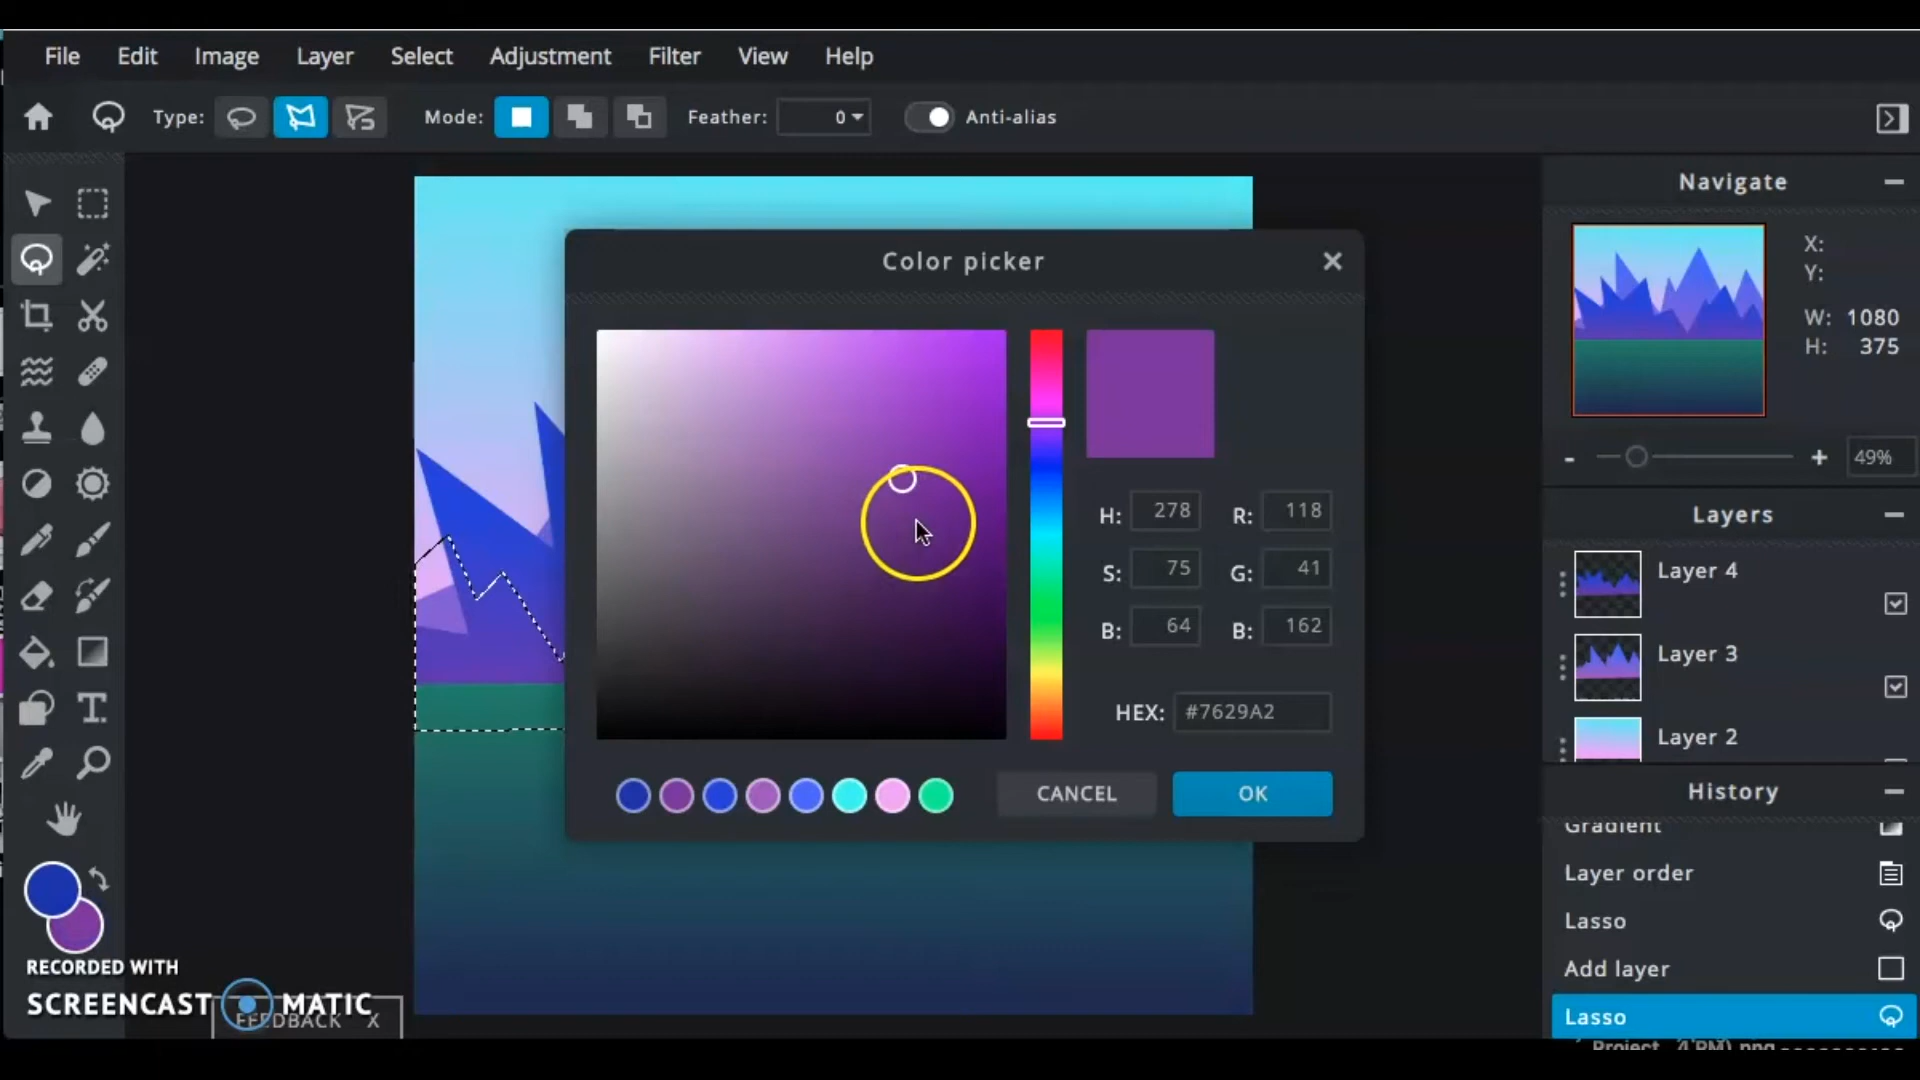 File Edit Image Layer Select Adjustment Filter View Help
Type: Mode: Feather: 0 Anti-alias
Navigate
X:
Y:
W: 1080
H: 375
- + 49%
Color picker
H: 278 R: 118
S: 75 G: 41
B: 64 B: 162
HEX: #7629A2
CANCEL OK
Layers
Layer 4
Layer 3
Layer 2
History
Gradient
Layer order
Lasso
Add layer
Lasso
T.
RECORDED WITH
SCREENCAST MATIC
FEEDBACK X